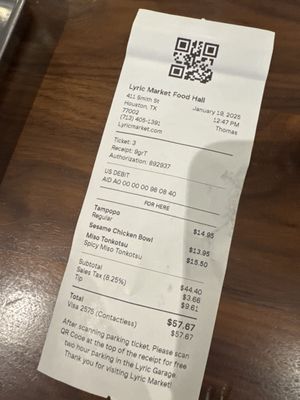 Lyric Market Food Hall
411 Smith St
Houston, TX
77002
(713) 405-1391
Lyricmarket.com
January 19, 2025
12:47 PM
Thomas
Ticket: 3
Receipt: 9grT
Authorization: 892937
US DEBIT
AID A0 00 00 00 98 08 40
FOR HERE
Tampopo
Regular $14.95
Sesame Chicken Bowl $13.95
Miso Tonkotsu $15.50
Spicy Miso Tonkotsu
Subtotal $44.40
Sales Tax (8.25%) $3.66
Tip $9.61
Total $57.67
Visa 2575 (Contactless) $57.67
After scanning parking ticket, Please scan
QR Code at the top of the receipt for free
two hour parking in the Lyric Garage.
Thank you for visiting Lyric Market!